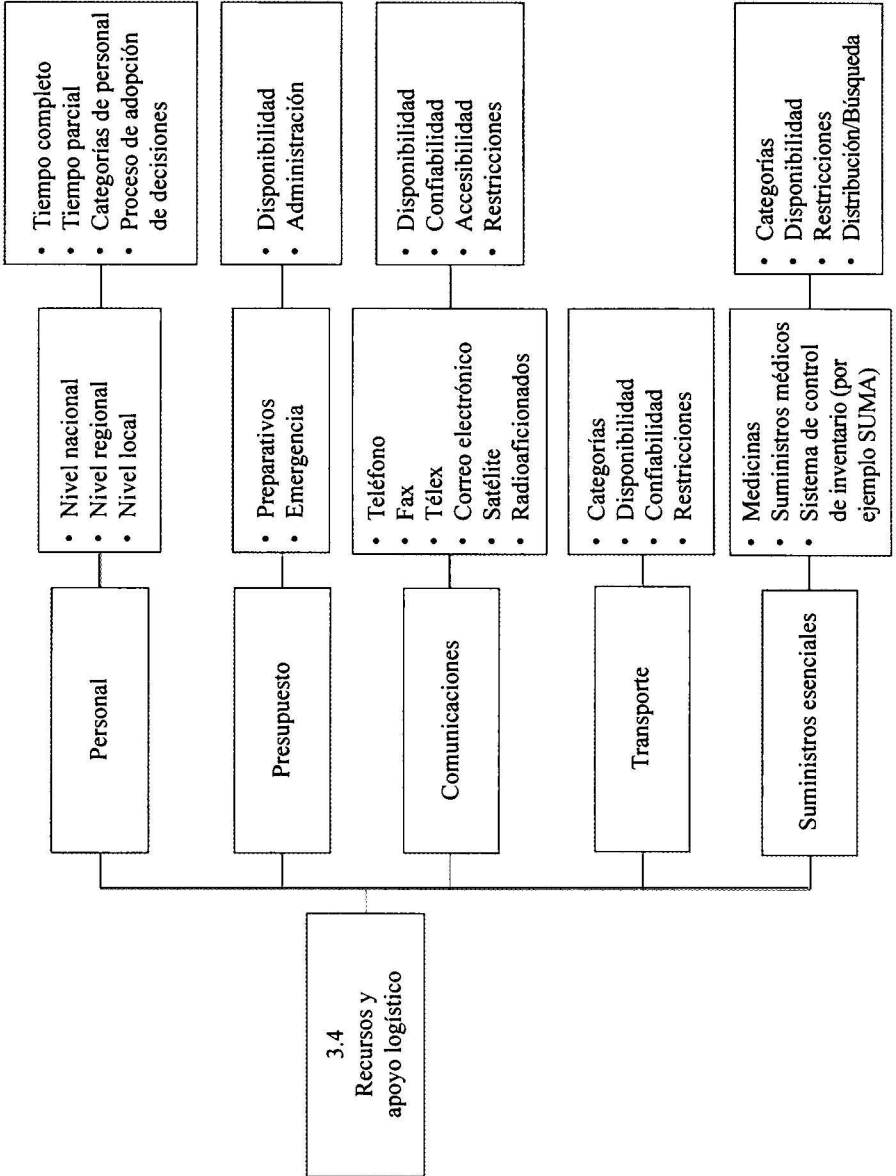 3.4
Recursos y
apoyo logístico
Personal
• Nivel nacional
• Nivel regional
• Nivel local
• Tiempo completo
• Tiempo parcial
• Categorías de personal
• Proceso de adopción
de decisiones
Presupuesto
• Preparativos
• Emergencia
• Disponibilidad
• Administración
Comunicaciones
• Teléfono
• Fax
• Télex
• Correo electrónico
• Satélite
• Radioaficionados
• Disponibilidad
• Confiabilidad
• Accesibilidad
• Restricciones
Transporte
• Categorías
• Disponibilidad
• Confiabilidad
• Restricciones
Suministros esenciales
• Medicinas
• Suministros médicos
• Sistema de control
de inventario (por
ejemplo SUMA)
• Categorías
• Disponibilidad
• Restricciones
• Distribución/Búsqueda